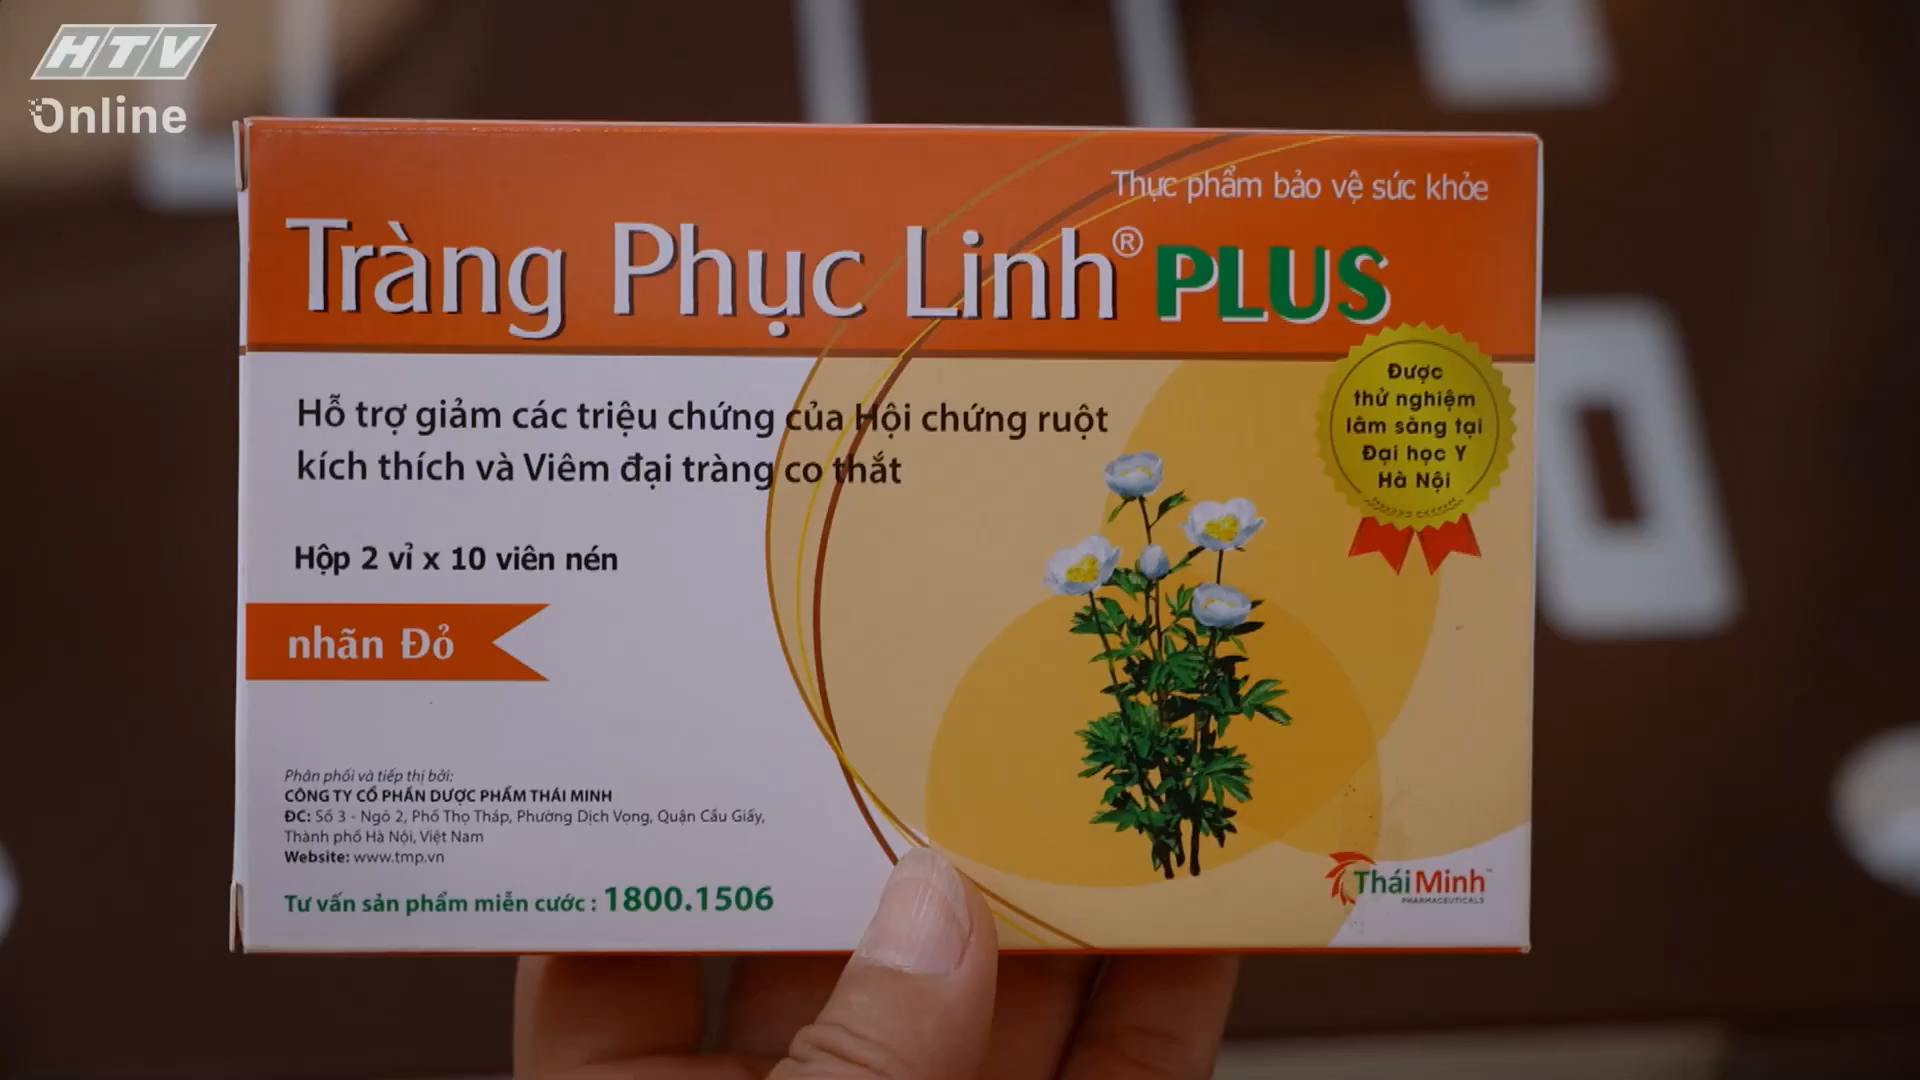 HTV
Online
Thực phẩm bảo vệ sức khỏe
Tràng Phục Linh® PLUS
Được
thử nghiệm
lâm sàng tại
Đại học Y
Hà Nội
Hỗ trợ giảm các triệu chứng của Hội chứng ruột
kích thích và Viêm đại tràng co thắt
Hộp 2 vỉ x 10 viên nén
nhãn Đỏ
Phân phối và tiếp thị bởi:
CÔNG TY CỔ PHẦN DƯỢC PHẨM THÁI MINH
ĐC: Số 3 - Ngõ 2, Phố Thọ Tháp, Phường Dịch Vọng, Quận Cầu Giấy,
Thành phố Hà Nội, Việt Nam
Website: www.tmp.vn
Tư vấn sản phẩm miễn cước : 1800.1506
Thái Minh™
PHARMACEUTICALS